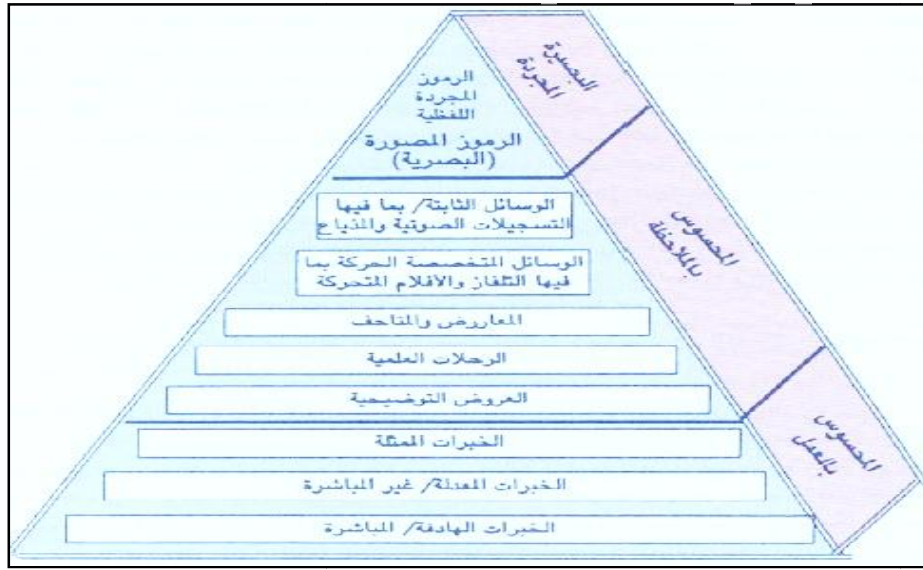 الرموز
المجردة
اللفظية
الرموز المصورة
(البصرية)
الوسائل الثابتة/ بما فيها
التسجيلات الصوتية والمذياع
الوسائل المتخصصة الحركة بما
فيها التلفاز والأفلام المتحركة
المعاروض والمتاحف
الرحلات العلمية
العروض التوضيحية
الخبرات الممثلة
الخبرات المعدلة/ غير المباشرة
الخبرات الهادفة/ المباشرة
البصيرة
المجردة
المحسوس
بالملاحظة
المحسوس
بالعمل